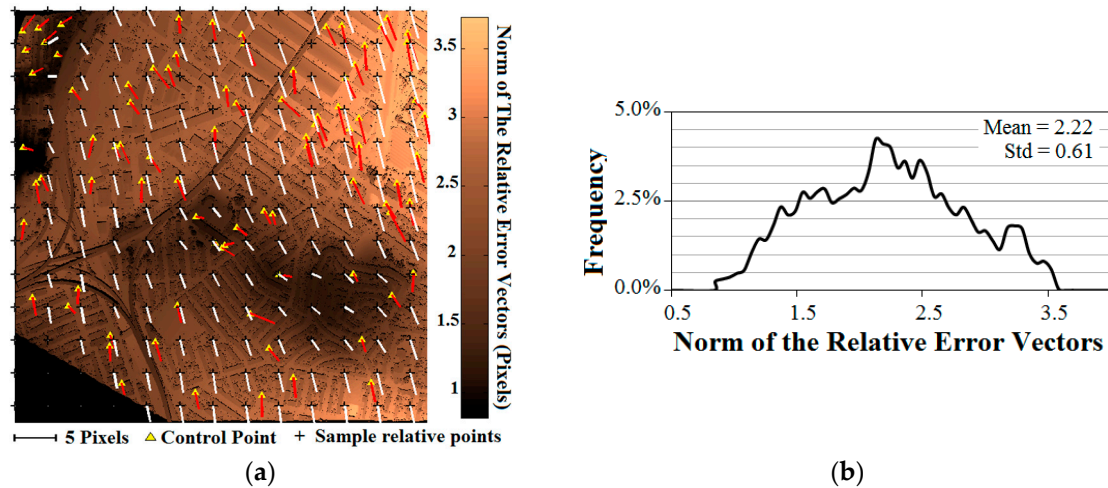 3.5
3
2.5
2
1.5
1
Norm of The Relative Error Vectors (Pixels)
5 Pixels
Control Point
Sample relative points
(a)
5.0%
2.5%
0.0%
Frequency
Mean = 2.22
Std = 0.61
0.5 1.5 2.5 3.5
Norm of the Relative Error Vectors
(b)